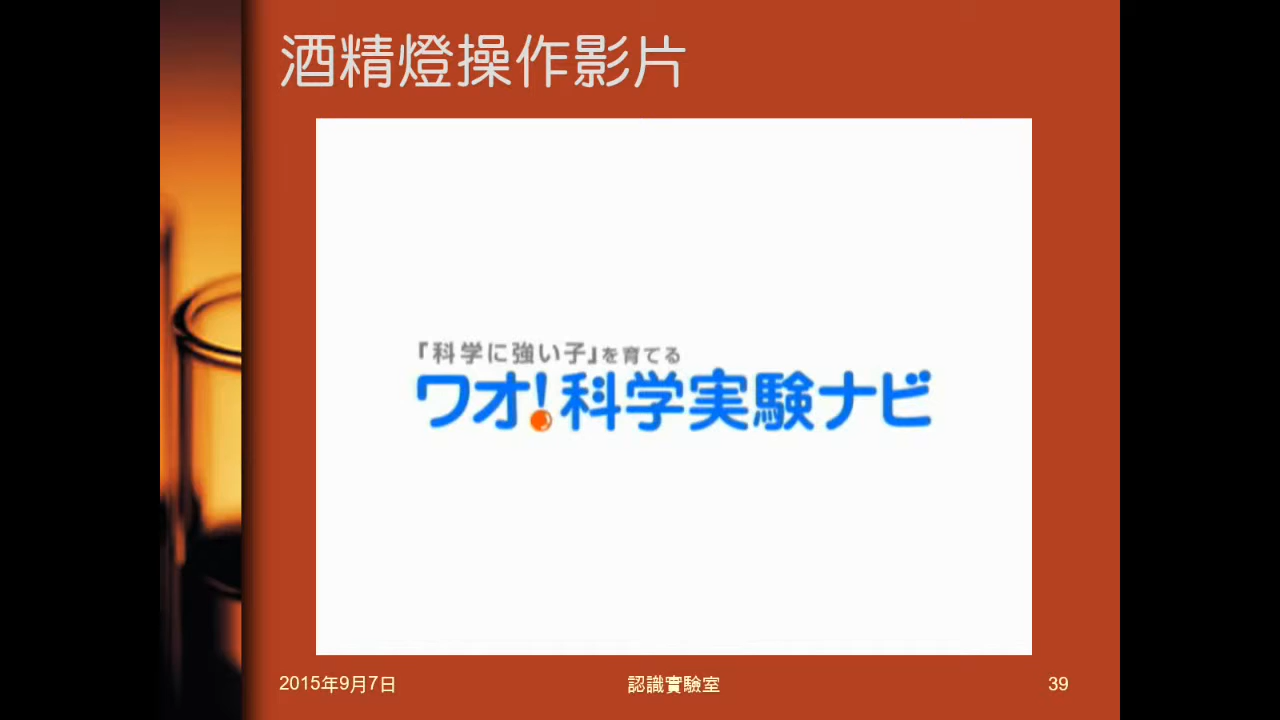 酒精燈操作影片
『科学に強い子』を育てる
ワオ!科学実験ナビ
2015年9月7日
認識實驗室
39